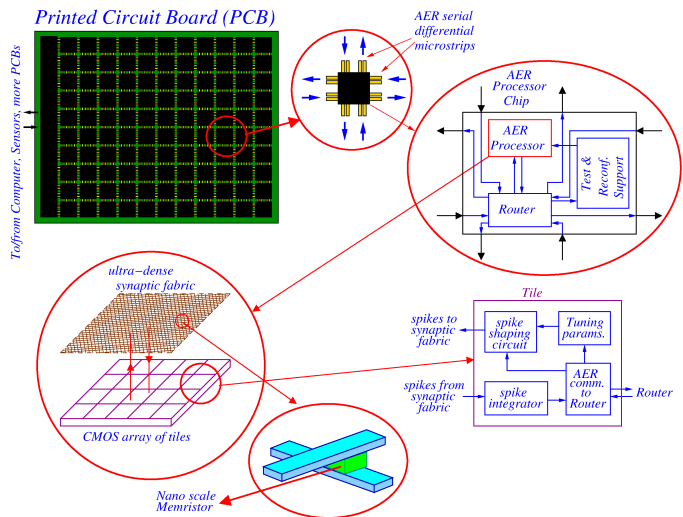 Printed Circuit Board (PCB)
To/from Computer, Sensors, more PCBs
AER serial
differential
microstrips
AER
Processor
Chip
AER
Processor
Test &
Reconf.
Support
Router
ultra-dense
synaptic fabric
CMOS array of tiles
Tile
spikes to
synaptic
fabric
spike
shaping
circuit
Tuning
params.
spikes from
synaptic
fabric
spike
integrator
AER
comm.
to
Router
Router
Nano scale
Memristor